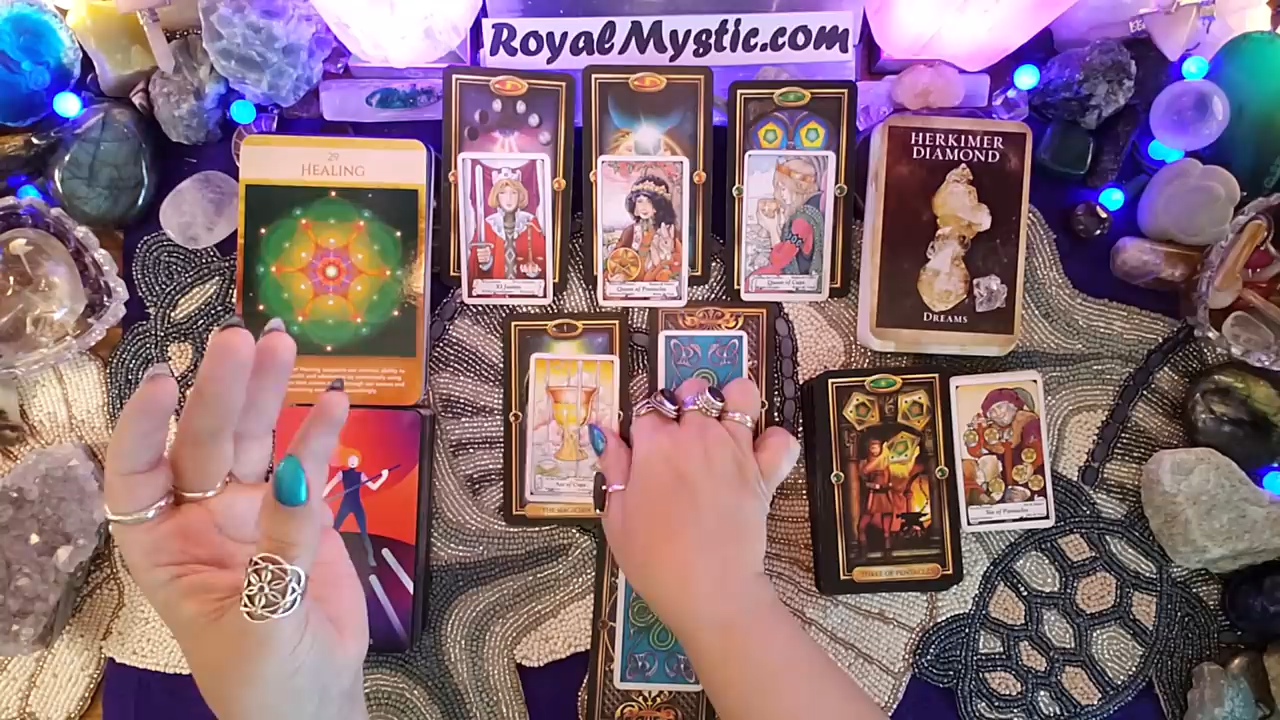 RoyalMystic.com
29
HEALING
HERKIMER
DIAMOND
DREAMS
XI Justice
Queen of Pentacles
Queen of Cups
Ace of Cups
THE MAGICIAN
THREE OF PENTACLES
Six of Pentacles